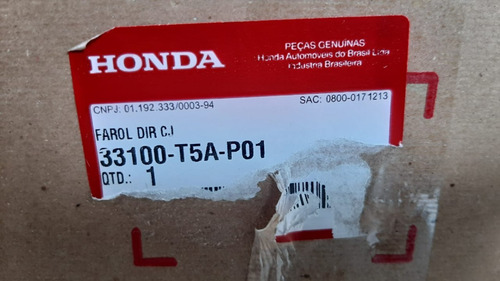 HONDA
PEÇAS GENUÍNAS
Honda Automóveis do Brasil Ltda
Indústria Brasileira
CNPJ: 01.192.333/0003-94
SAC: 0800-0171213
FAROL DIR C.I
33100-T5A-P01
QTD.: 1